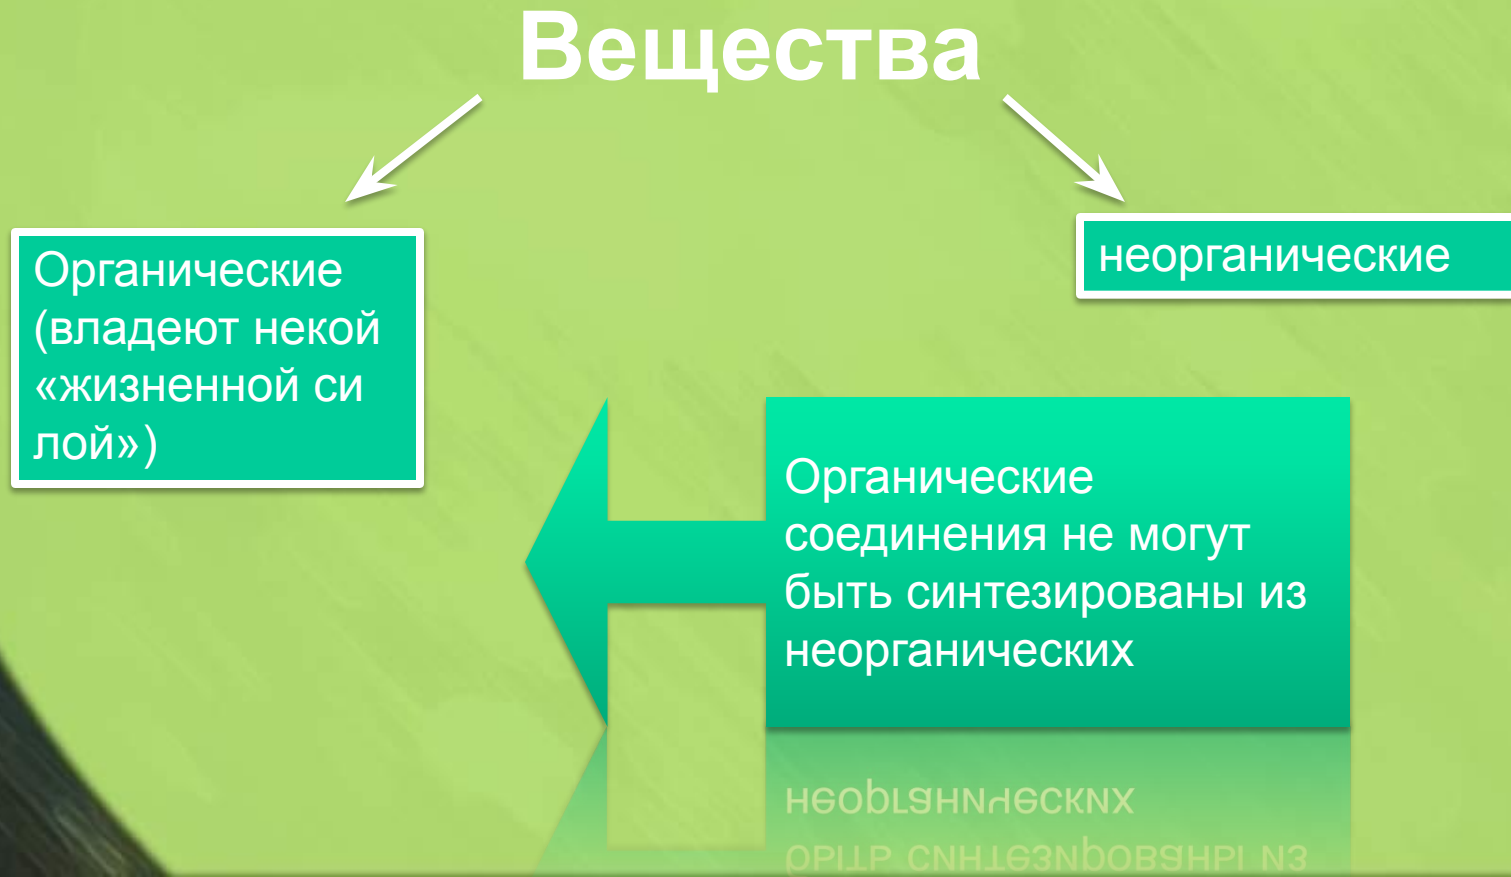 Вещества
Органические
(владеют некой
«жизненной си
лой»)
неорганические
Органические
соединения не могут
быть синтезированы из
неорганических